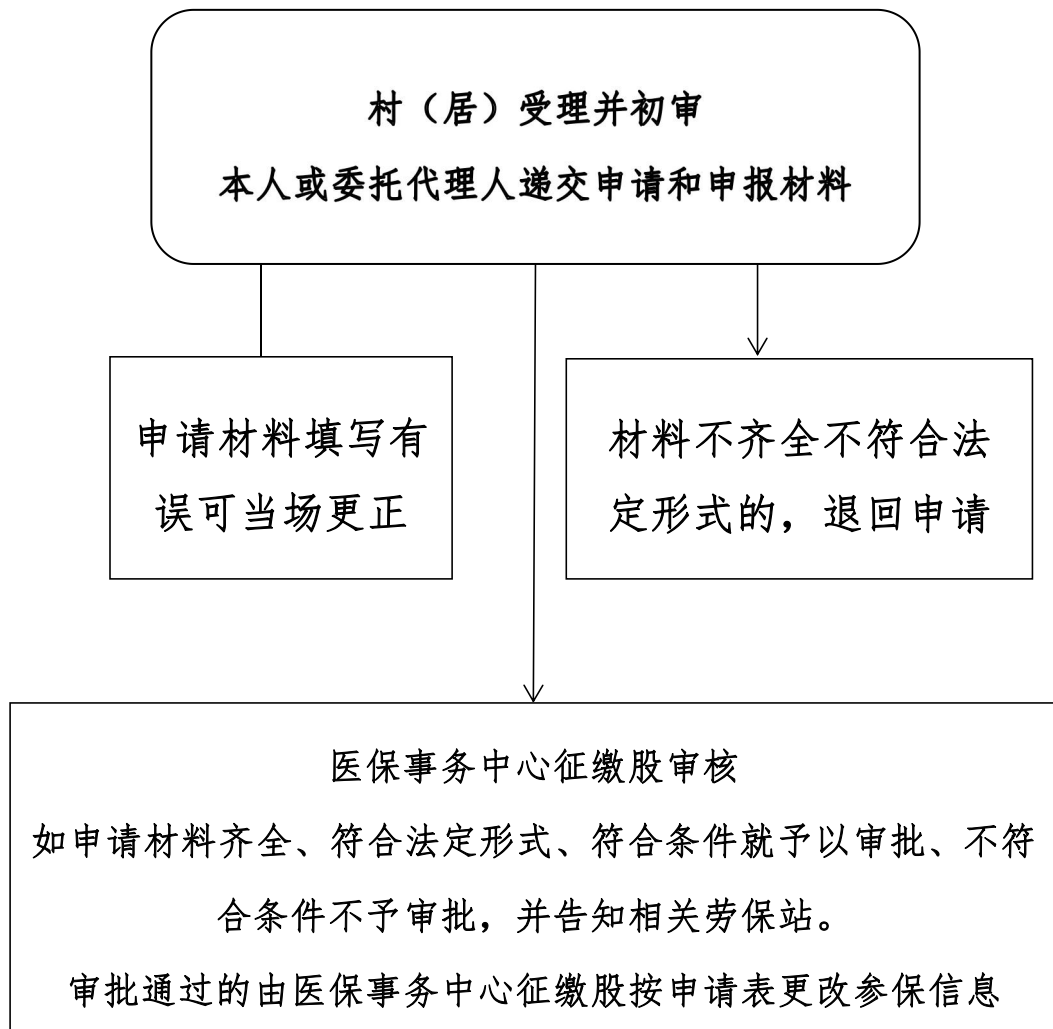 村（居）受理并初审
本人或委托代理人递交申请和申报材料
申请材料填写有
误可当场更正
材料不齐全不符合法
定形式的，退回申请
医保事务中心征缴股审核
如申请材料齐全、符合法定形式、符合条件就予以审批、不符
合条件不予审批，并告知相关劳保站。
审批通过的由医保事务中心征缴股按申请表更改参保信息